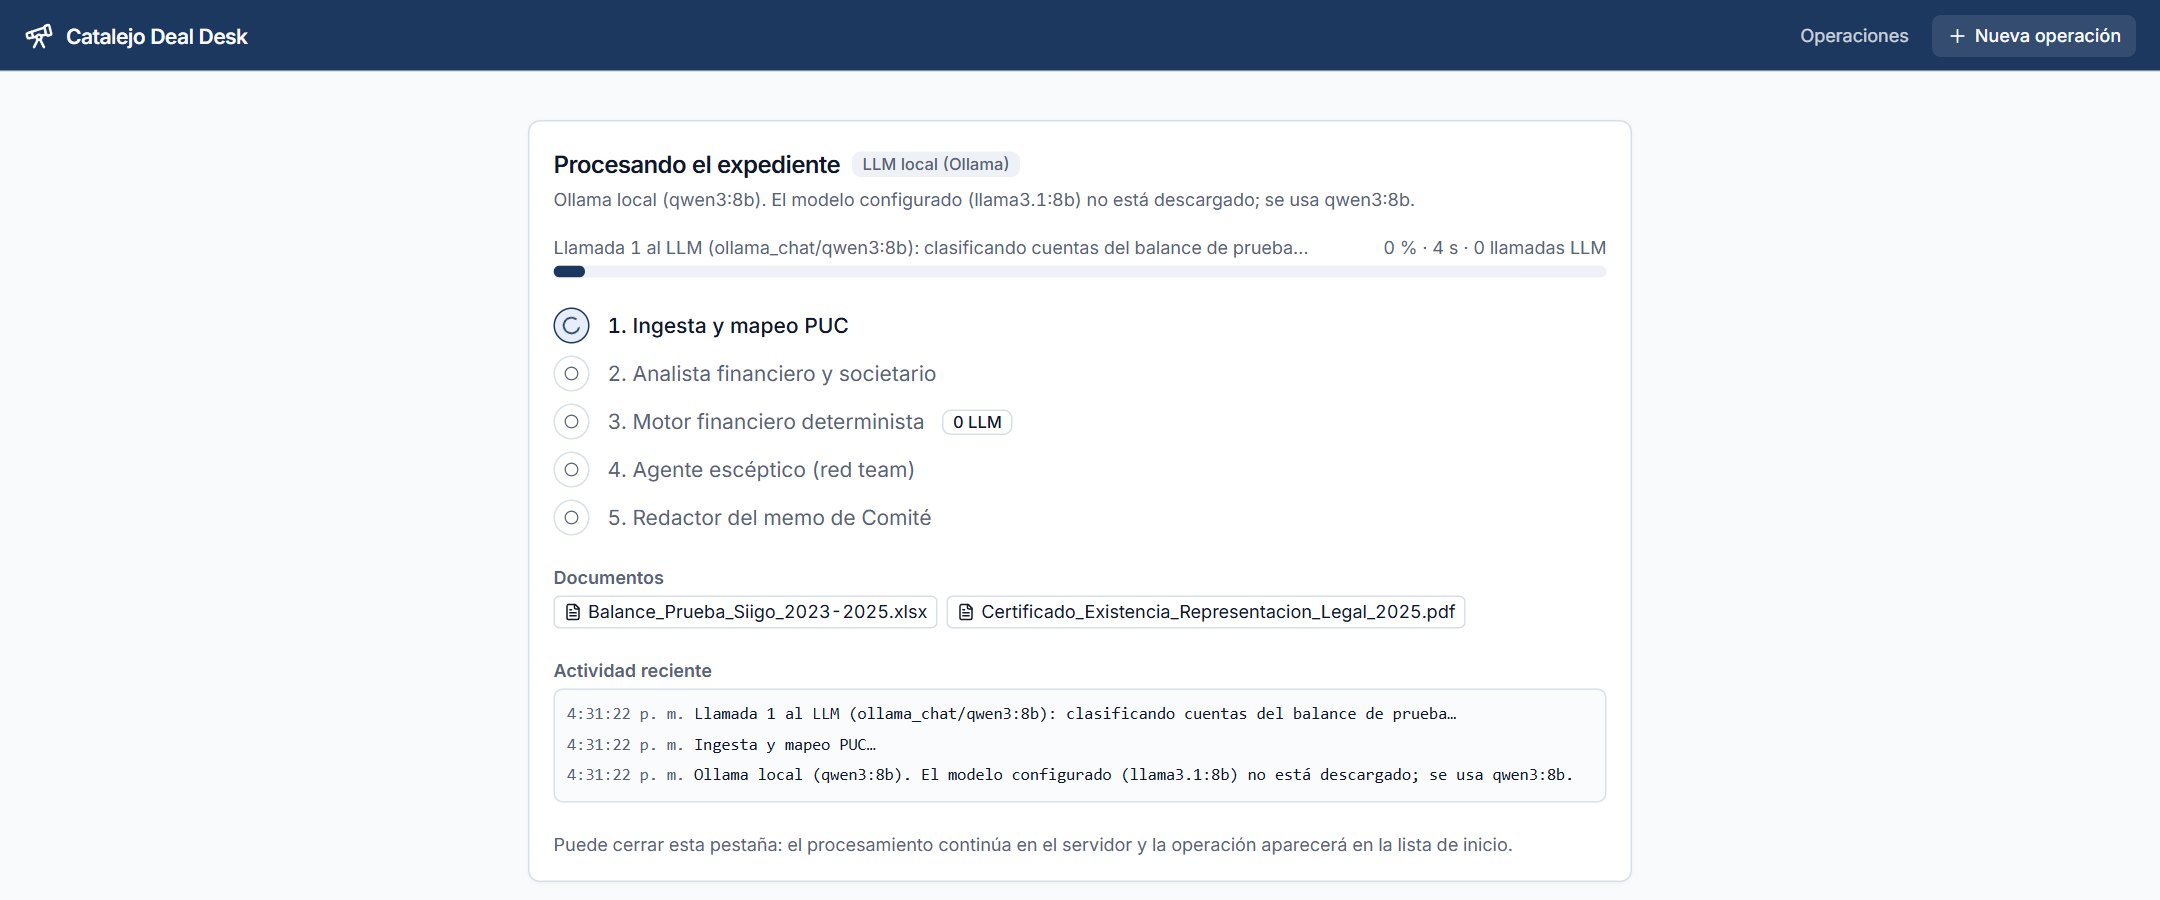 Catalejo Deal Desk
Operaciones
+ Nueva operación
Procesando el expediente
LLM local (Ollama)
Ollama local (qwen3:8b). El modelo configurado (llama3.1:8b) no está descargado; se usa qwen3:8b.
Llamada 1 al LLM (ollama_chat/qwen3:8b): clasificando cuentas del balance de prueba…
0 % · 4 s · 0 llamadas LLM
1. Ingesta y mapeo PUC
2. Analista financiero y societario
3. Motor financiero determinista
0 LLM
4. Agente escéptico (red team)
5. Redactor del memo de Comité
Documentos
Balance_Prueba_Siigo_2023-2025.xlsx
Certificado_Existencia_Representacion_Legal_2025.pdf
Actividad reciente
4:31:22 p. m. Llamada 1 al LLM (ollama_chat/qwen3:8b): clasificando cuentas del balance de prueba…
4:31:22 p. m. Ingesta y mapeo PUC…
4:31:22 p. m. Ollama local (qwen3:8b). El modelo configurado (llama3.1:8b) no está descargado; se usa qwen3:8b.
Puede cerrar esta pestaña: el procesamiento continúa en el servidor y la operación aparecerá en la lista de inicio.